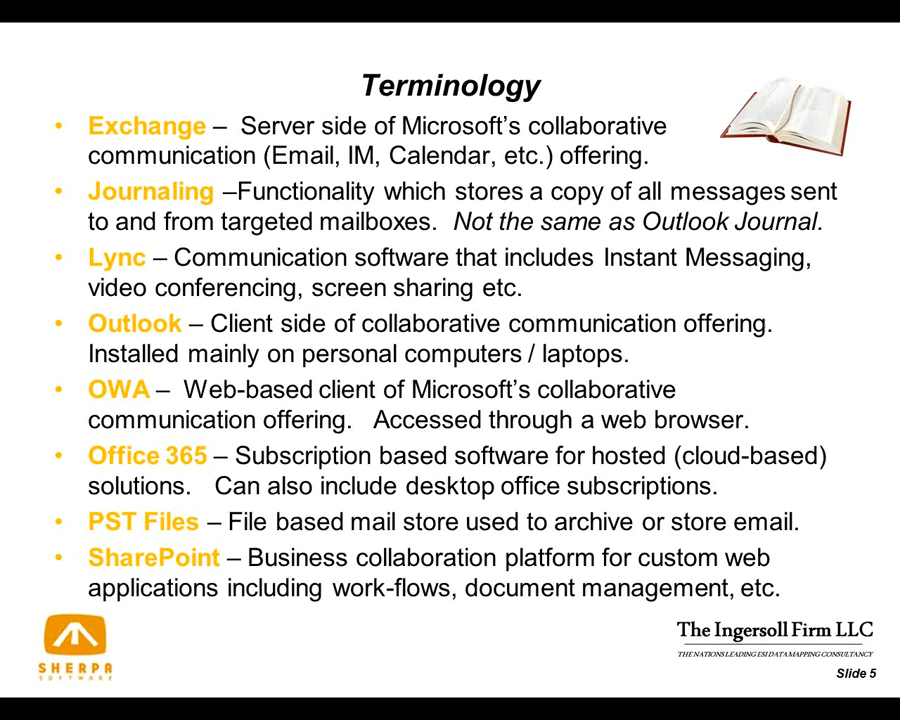 Terminology
• Exchange – Server side of Microsoft's collaborative
communication (Email, IM, Calendar, etc.) offering.
• Journaling –Functionality which stores a copy of all messages sent
to and from targeted mailboxes. Not the same as Outlook Journal.
• Lync – Communication software that includes Instant Messaging,
video conferencing, screen sharing etc.
• Outlook – Client side of collaborative communication offering.
Installed mainly on personal computers / laptops.
• OWA – Web-based client of Microsoft's collaborative
communication offering. Accessed through a web browser.
• Office 365 – Subscription based software for hosted (cloud-based)
solutions. Can also include desktop office subscriptions.
• PST Files – File based mail store used to archive or store email.
• SharePoint – Business collaboration platform for custom web
applications including work-flows, document management, etc.
SHERPA
SOFTWARE
The Ingersoll Firm LLC
THE NATIONS LEADING ESI DATA MAPPING CONSULTANCY
Slide 5